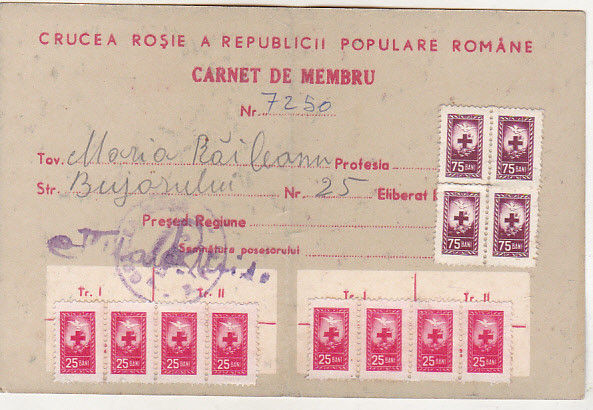 CRUCEA ROȘIE A REPUBLICII POPULARE ROMÂNE
CARNET DE MEMBRU
Nr. 7250
Tov. Maria Răileanu Profesia
Str. Bujorului Nr. 25 Eliberat
Președ. Regiune
Semnătura posesorului
Tr. I Tr. II Tr. I Tr. II
75 BANI 75 BANI
75 BANI 75 BANI
25 BANI 25 BANI 25 BANI 25 BANI 25 BANI 25 BANI 25 BANI 25 BANI